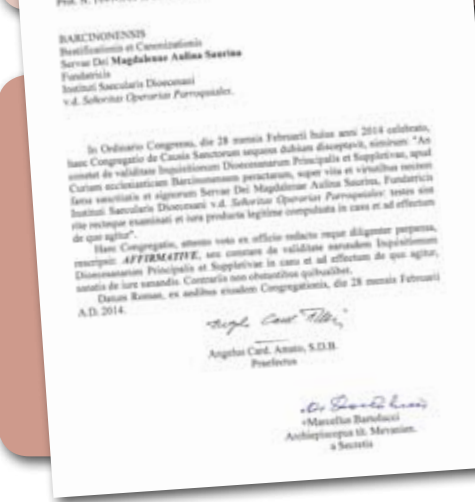 BARCINONENSIS
Beatificationis et Canonizationis
Servae Dei Magdalenae Aulina Saurina
Fundatricis
Instituti Saecularis Dioecesani
v.d. Señoritas Operarias Parroquiales.
In Ordinario Congressu, die 28 mensis Februarii huius anni 2014 celebrato,
haec Congregatio de Causis Sanctorum sequens dubium disceptavit, nimirum: "An
constet de validitate Inquisitionum Dioecesanarum Principalis et Suppletivae, apud
Curiam ecclesiasticam Barcinonensem peractarum, super vita et virtutibus necnon
fama sanctitatis et signorum Servae Dei Magdalenae Aulina Saurina, Fundatricis
Instituti Saecularis Dioecesani v.d. Señoritas Operarias Parroquiales: testes sint
rite recteque examinati et iura producta legitime compulsata in casu et ad effectum
de quo agitur".
Haec Congregatio, attento voto ex officio redacto reque diligenter perpensa,
rescripsit: AFFIRMATIVE, seu constare de validitate earundem Inquisitionum
Dioecesanarum Principalis et Suppletivae in casu et ad effectum de quo agitur,
sanatis de iure sanandis. Contrariis non obstantibus quibuslibet.
Datum Romae, ex aedibus eiusdem Congregationis, die 28 mensis Februarii
A.D. 2014.
Angelus Card. Amato, S.D.B.
Praefectus
+Marcellus Bartolucci
Archiepiscopus tit. Mevanien.
a Secretis